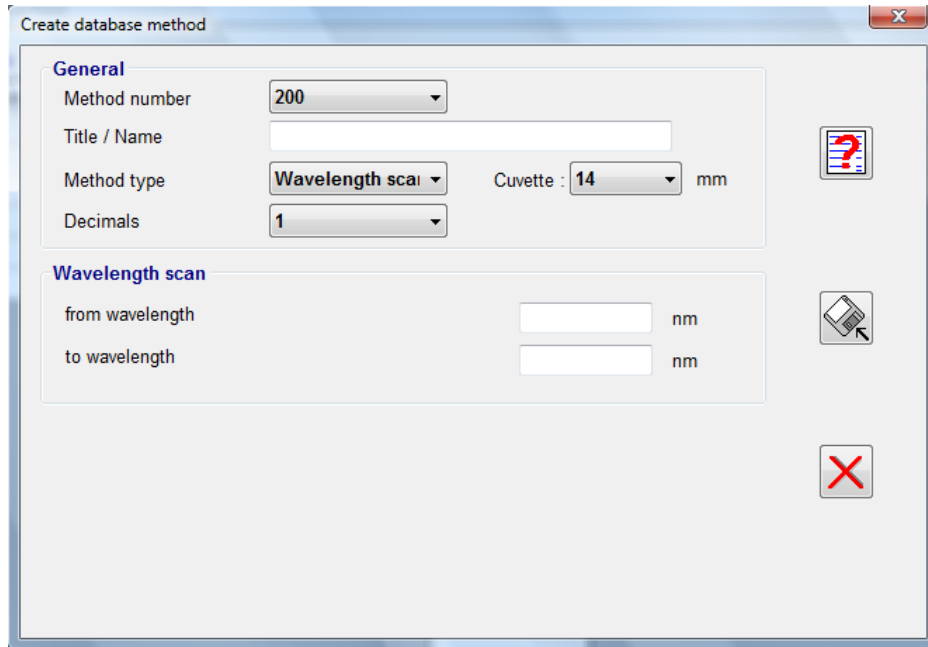 Create database method
General
Method number 200
Title / Name
Method type Wavelength scar Cuvette : 14 mm
Decimals 1
Wavelength scan
from wavelength nm
to wavelength nm